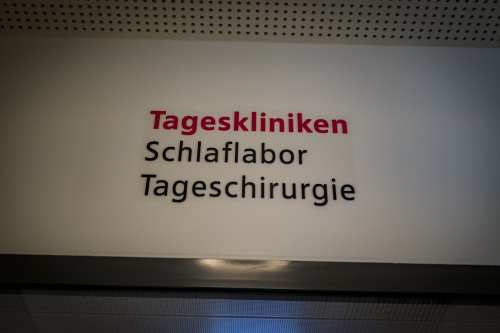 Tageskliniken
Schlaflabor
Tageschirurgie